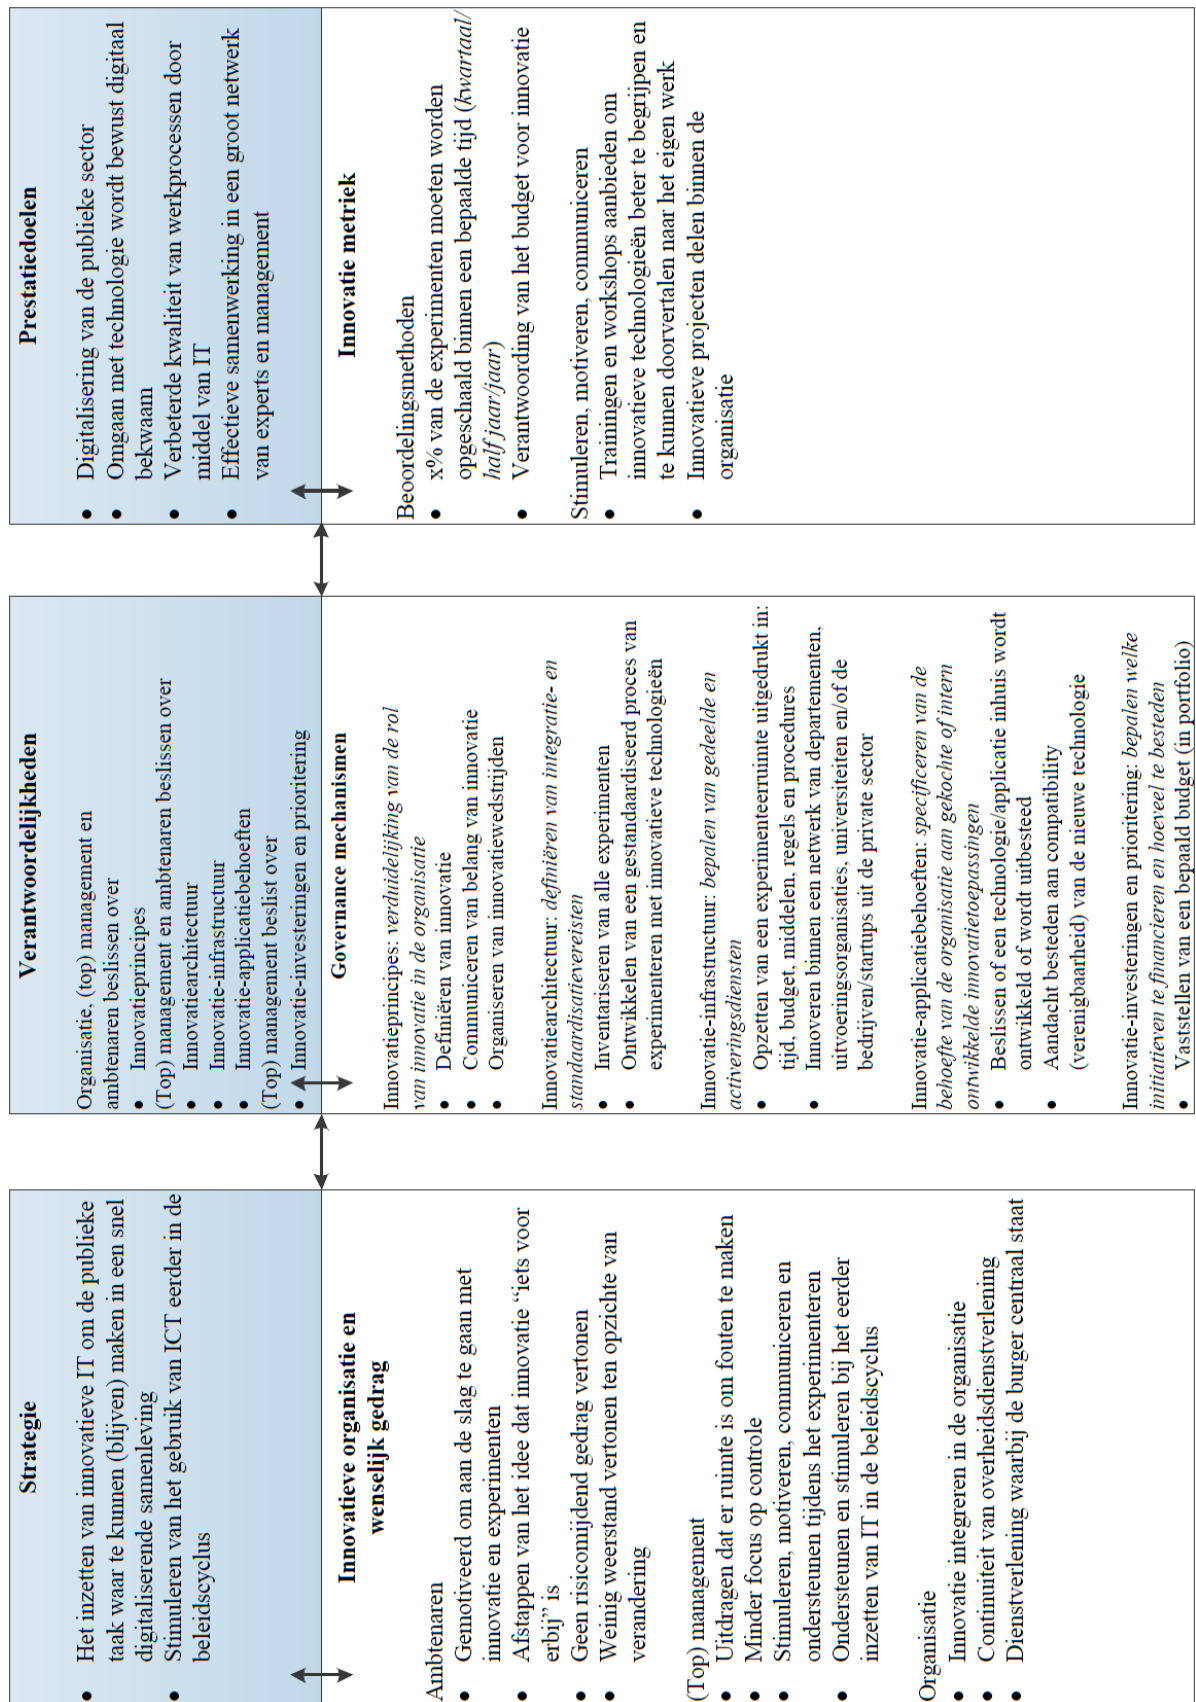 Strategie
• Het inzetten van innovatieve IT om de publieke
taak waar te kunnen (blijven) maken in een snel
digitaliserende samenleving
• Stimuleren van het gebruik van ICT eerder in de
beleidscyclus
Innovatieve organisatie en
wenselijk gedrag
Ambtenaren
• Gemotiveerd om aan de slag te gaan met
innovatie en experimenten
• Afstappen van het idee dat innovatie “iets voor
erbij” is
• Geen risicomijdend gedrag vertonen
• Weinig weerstand vertonen ten opzichte van
verandering
(Top) management
• Uitdragen dat er ruimte is om fouten te maken
• Minder focus op controle
• Stimuleren, motiveren, communiceren en
ondersteunen tijdens het experimenteren
• Ondersteunen en stimuleren bij het eerder
inzetten van IT in de beleidscyclus
Organisatie
• Innovatie integreren in de organisatie
• Continuïteit van overheidsdienstverlening
• Dienstverlening waarbij de burger centraal staat
Verantwoordelijkheden
Organisatie, (top) management en
ambtenaren beslissen over
• Innovatieprincipes
(Top) management en ambtenaren beslissen over
• Innovatiearchitectuur
• Innovatie-infrastructuur
• Innovatie-applicatiebehoeften
(Top) management beslist over
• Innovatie-investeringen en prioritering
Governance mechanismen
Innovatieprincipes: verduidelijking van de rol
van innovatie in de organisatie
• Definiëren van innovatie
• Communiceren van belang van innovatie
• Organiseren van innovatiewedstrijden
Innovatiearchitectuur: definiëren van integratie- en
standaardisatievereisten
• Inventariseren van alle experimenten
• Ontwikkelen van een gestandaardiseerd proces van
experimenteren met innovatieve technologieën
Innovatie-infrastructuur: bepalen van gedeelde en
activeringsdiensten
• Opzetten van een experimenteerruimte uitgedrukt in:
tijd, budget, middelen, regels en procedures
• Innoveren binnen een netwerk van departementen,
uitvoeringsorganisaties, universiteiten en/of de
bedrijven/startups uit de private sector
Innovatie-applicatiebehoeften: specificeren van de
behoefte van de organisatie aan gekochte of intern
ontwikkelde innovatietoepassingen
• Beslissen of een technologie/applicatie inhuis wordt
ontwikkeld of wordt uitbesteed
• Aandacht besteden aan compatibility
(verenigbaarheid) van de nieuwe technologie
Innovatie-investeringen en prioritering: bepalen welke
initiatieven te financieren en hoeveel te besteden
• Vaststellen van een bepaald budget (in portfolio)
Prestatiedoelen
• Digitalisering van de publieke sector
• Omgaan met technologie wordt bewust digitaal
bekwaam
• Verbeterde kwaliteit van werkprocessen door
middel van IT
• Effectieve samenwerking in een groot netwerk
van experts en management
Innovatie metriek
Beoordelingsmethoden
• x% van de experimenten moeten worden
opgeschaald binnen een bepaalde tijd (kwartaal/
half jaar/jaar)
• Verantwoording van het budget voor innovatie
Stimuleren, motiveren, communiceren
• Trainingen en workshops aanbieden om
innovatieve technologieën beter te begrijpen en
te kunnen doorvertalen naar het eigen werk
• Innovatieve projecten delen binnen de
organisatie